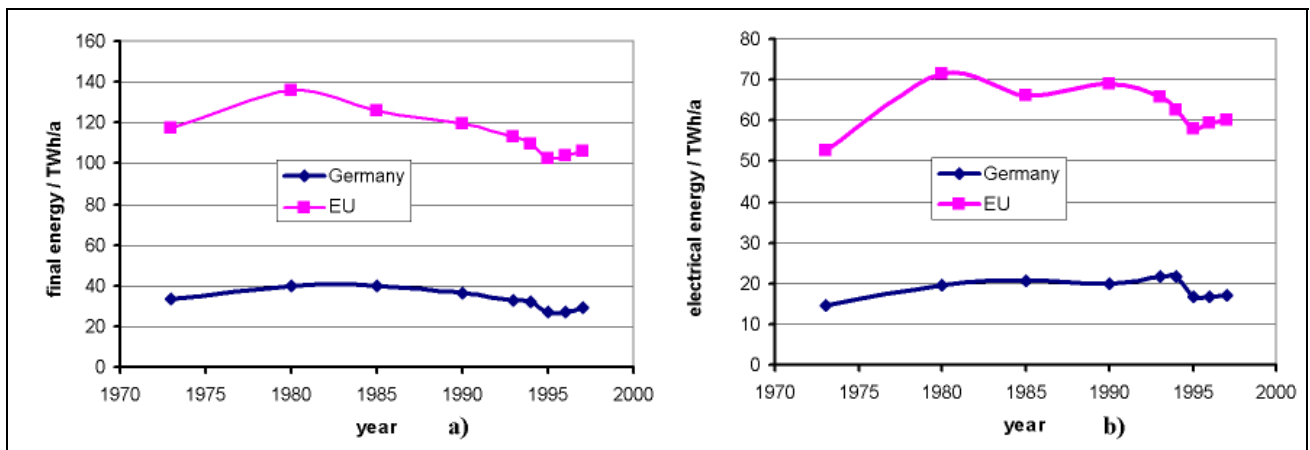 final energy / TWh/a
160
140
120
100
80
60
40
20
0
Germany
EU
1970 1975 1980 1985 1990 1995 2000
year a)
electrical energy / TWh/a
80
70
60
50
40
30
20
10
0
Germany
EU
1970 1975 1980 1985 1990 1995 2000
year b)